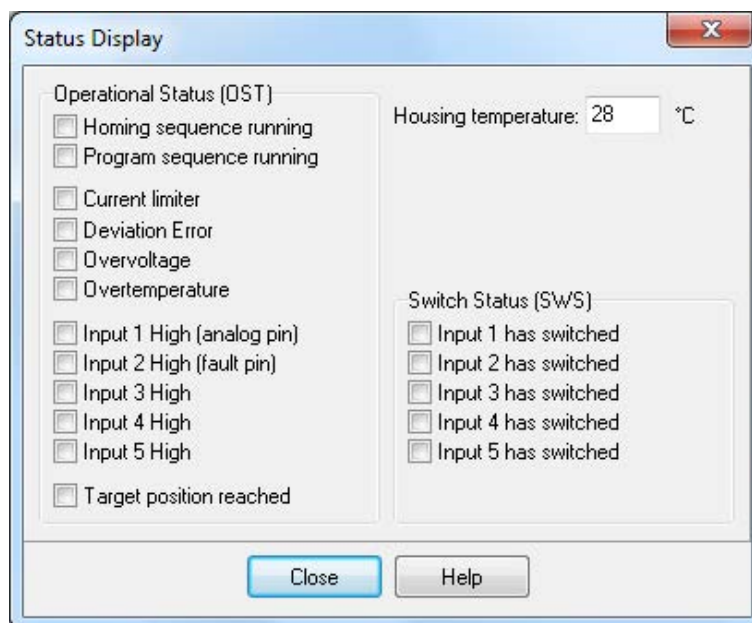 Status Display
Operational Status (OST)
Homing sequence running
Program sequence running
Current limiter
Deviation Error
Overvoltage
Overtemperature
Input 1 High (analog pin)
Input 2 High (fault pin)
Input 3 High
Input 4 High
Input 5 High
Target position reached
Housing temperature: 28 °C
Switch Status (SWS)
Input 1 has switched
Input 2 has switched
Input 3 has switched
Input 4 has switched
Input 5 has switched
Close
Help